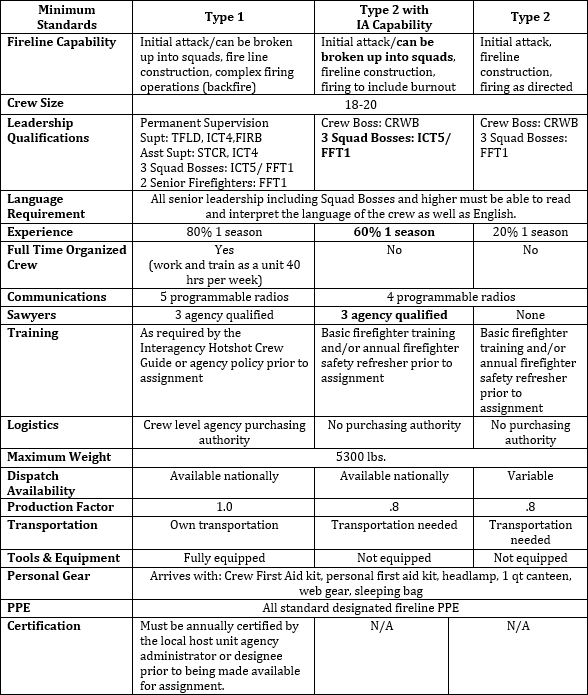 Minimum Standards
Type 1
Type 2 with IA Capability
Type 2
Fireline Capability
Initial attack/can be broken
up into squads, fire line
construction, complex firing
operations (backfire)
Initial attack/can be
broken up into squads,
fireline construction,
firing to include burnout
Initial attack,
fireline
construction,
firing as directed
Crew Size
18-20
Leadership
Qualifications
Permanent Supervision
Supt: TFLD, ICT4,FIRB
Asst Supt: STCR, ICT4
3 Squad Bosses: ICT5/ FFT1
2 Senior Firefighters: FFT1
Crew Boss: CRWB
3 Squad Bosses: ICT5/
FFT1
Crew Boss: CRWB
3 Squad Bosses:
FFT1
Language
Requirement
All senior leadership including Squad Bosses and higher must be able to read
and interpret the language of the crew as well as English.
Experience
80% 1 season
60% 1 season
20% 1 season
Full Time Organized
Crew
Yes
(work and train as a unit 40
hrs per week)
No
No
Communications
5 programmable radios
4 programmable radios
Sawyers
3 agency qualified
3 agency qualified
None
Training
As required by the
Interagency Hotshot Crew
Guide or agency policy prior to
assignment
Basic firefighter training
and/or annual firefighter
safety refresher prior to
assignment
Basic firefighter
training and/or
annual firefighter
safety refresher
prior to
assignment
Logistics
Crew level agency purchasing
authority
No purchasing authority
No purchasing
authority
Maximum Weight
5300 lbs.
Dispatch
Availability
Available nationally
Available nationally
Variable
Production Factor
1.0
.8
.8
Transportation
Own transportation
Transportation needed
Transportation
needed
Tools & Equipment
Fully equipped
Not equipped
Not equipped
Personal Gear
Arrives with: Crew First Aid kit, personal first aid kit, headlamp, 1 qt canteen,
web gear, sleeping bag
PPE
All standard designated fireline PPE
Certification
Must be annually certified by
the local host unit agency
administrator or designee
prior to being made available
for assignment.
N/A
N/A